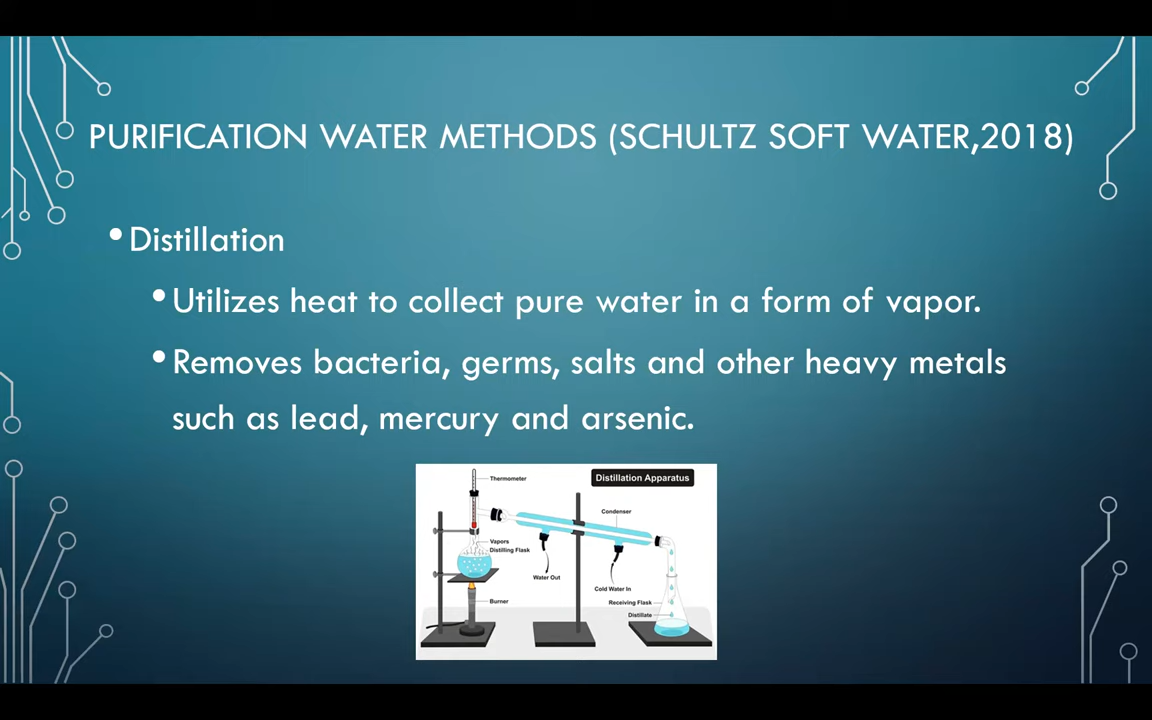 PURIFICATION WATER METHODS (SCHULTZ SOFT WATER,2018)
•Distillation
•Utilizes heat to collect pure water in a form of vapor.
•Removes bacteria, germs, salts and other heavy metals
such as lead, mercury and arsenic.
Distillation Apparatus
Thermometer
Condenser
Vapors
Distilling Flask
Water Out
Cold Water In
Burner
Receiving Flask
Distillate